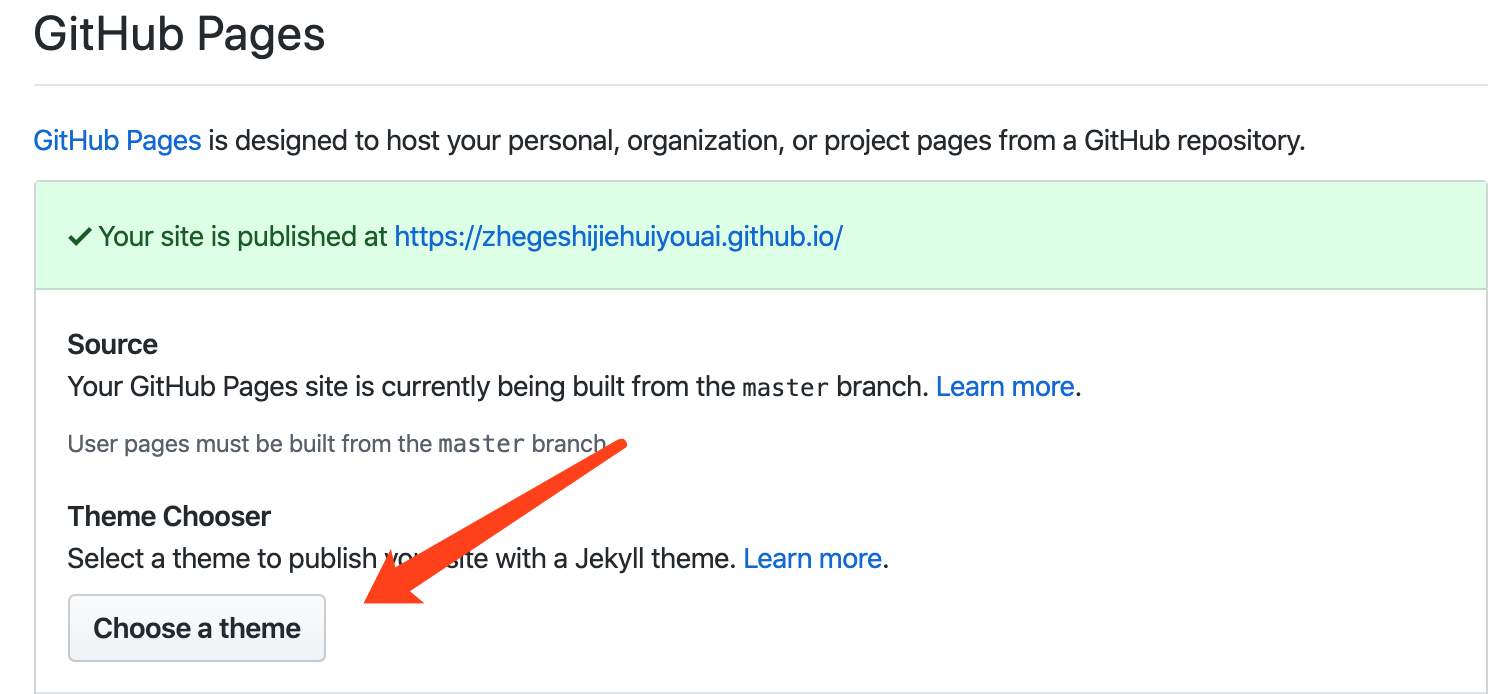 GitHub Pages
GitHub Pages is designed to host your personal, organization, or project pages from a GitHub repository.
Your site is published at https://zhegeshijiehuiyouai.github.io/
Source
Your GitHub Pages site is currently being built from the master branch. Learn more.
User pages must be built from the master branch
Theme Chooser
Select a theme to publish your site with a Jekyll theme. Learn more.
Choose a theme